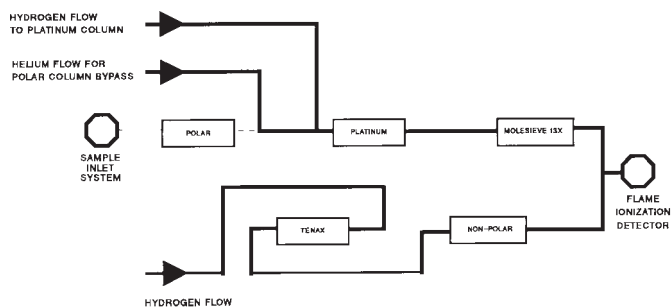 HYDROGEN FLOW
TO PLATINUM COLUMN
HELIUM FLOW FOR
POLAR COLUMN BYPASS
POLAR
PLATINUM
MOLESIEVE 13X
SAMPLE
INLET
SYSTEM
FLAME
IONIZATION
DETECTOR
TENAX
NON-POLAR
HYDROGEN FLOW